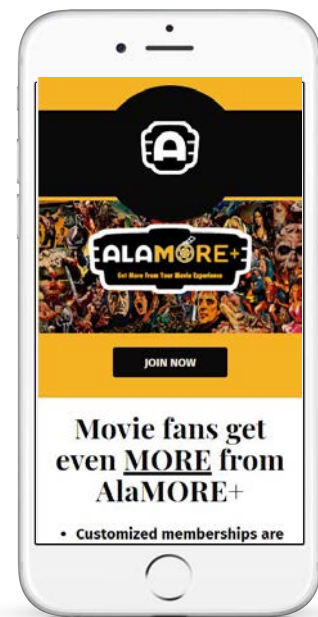 A
ALAMORE+
Get More from Your Movie Experience
JOIN NOW
Movie fans get
even MORE from
AlaMORE+
• Customized memberships are